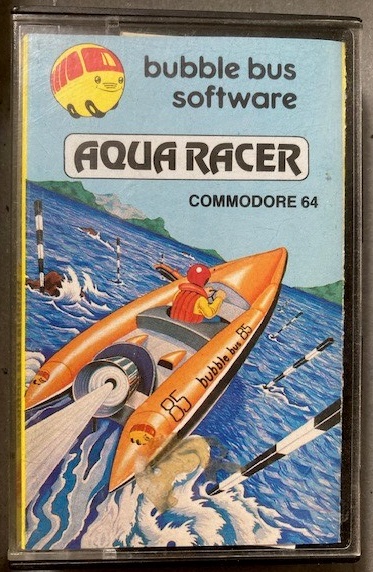 bubble bus
software
AQUA RACER
COMMODORE 64
bubble bus 85
85